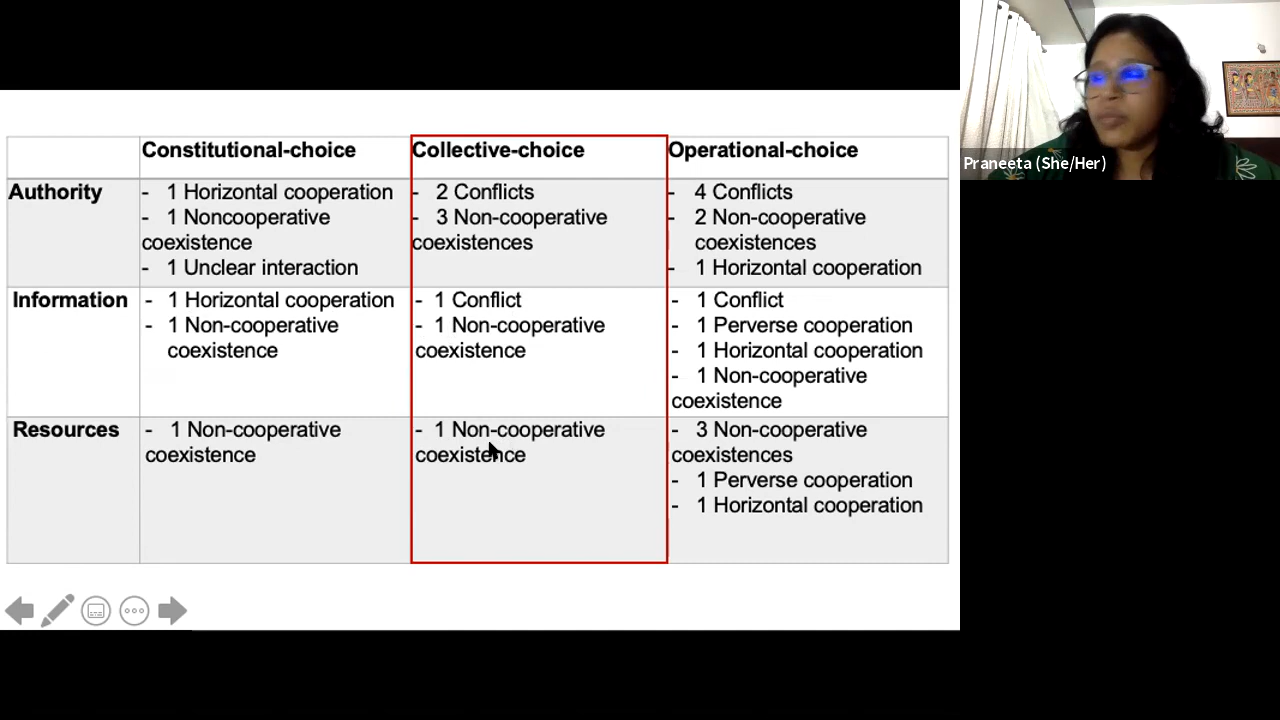 Constitutional-choice Collective-choice Operational-choice
Authority
- 1 Horizontal cooperation
- 1 Noncooperative
coexistence
- 1 Unclear interaction
- 2 Conflicts
- 3 Non-cooperative
coexistences
- 4 Conflicts
- 2 Non-cooperative
coexistences
- 1 Horizontal cooperation
Information
- 1 Horizontal cooperation
- 1 Non-cooperative
coexistence
- 1 Conflict
- 1 Non-cooperative
coexistence
- 1 Conflict
- 1 Perverse cooperation
- 1 Horizontal cooperation
- 1 Non-cooperative
coexistence
Resources
- 1 Non-cooperative
coexistence
- 1 Non-cooperative
coexistence
- 3 Non-cooperative
coexistences
- 1 Perverse cooperation
- 1 Horizontal cooperation
Praneeta (She/Her)